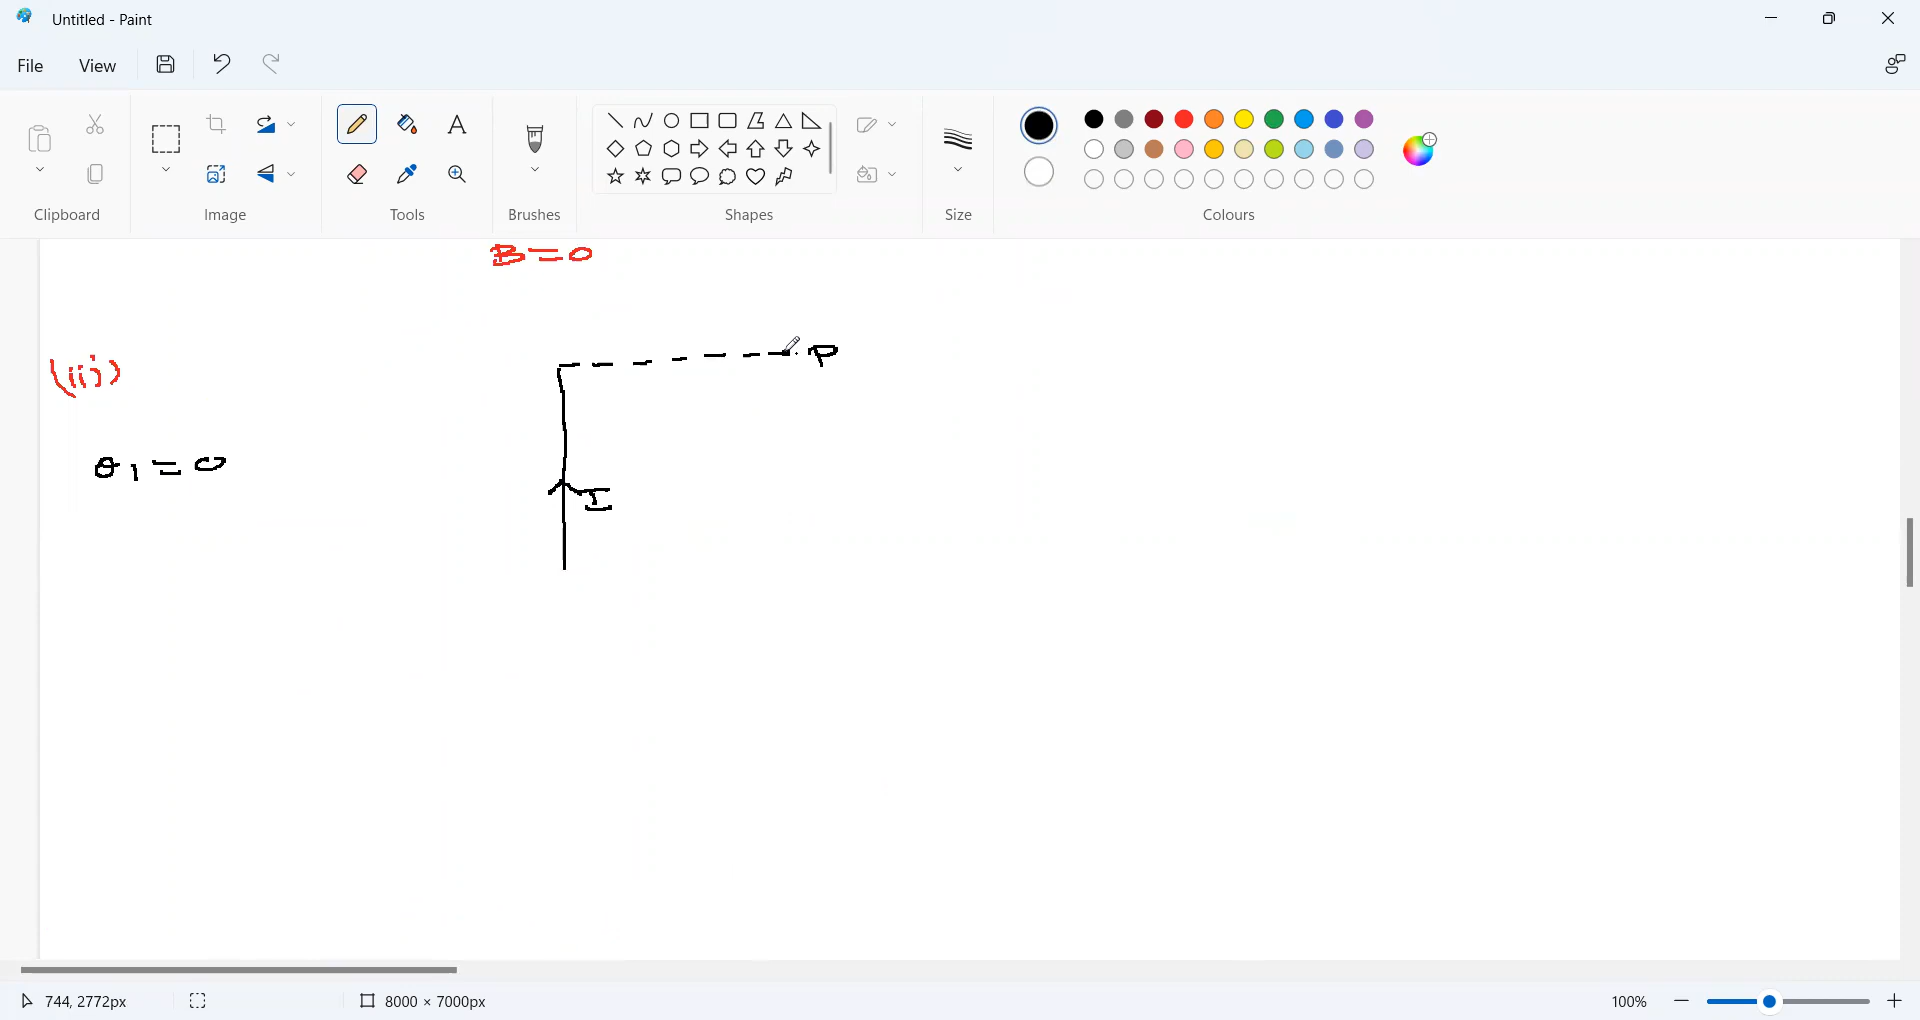 Untitled - Paint
File View
Clipboard Image Tools Brushes Shapes Size Colours
B=0
P
(ii)
θ1=0
I
744, 2772px 8000 × 7000px 100%